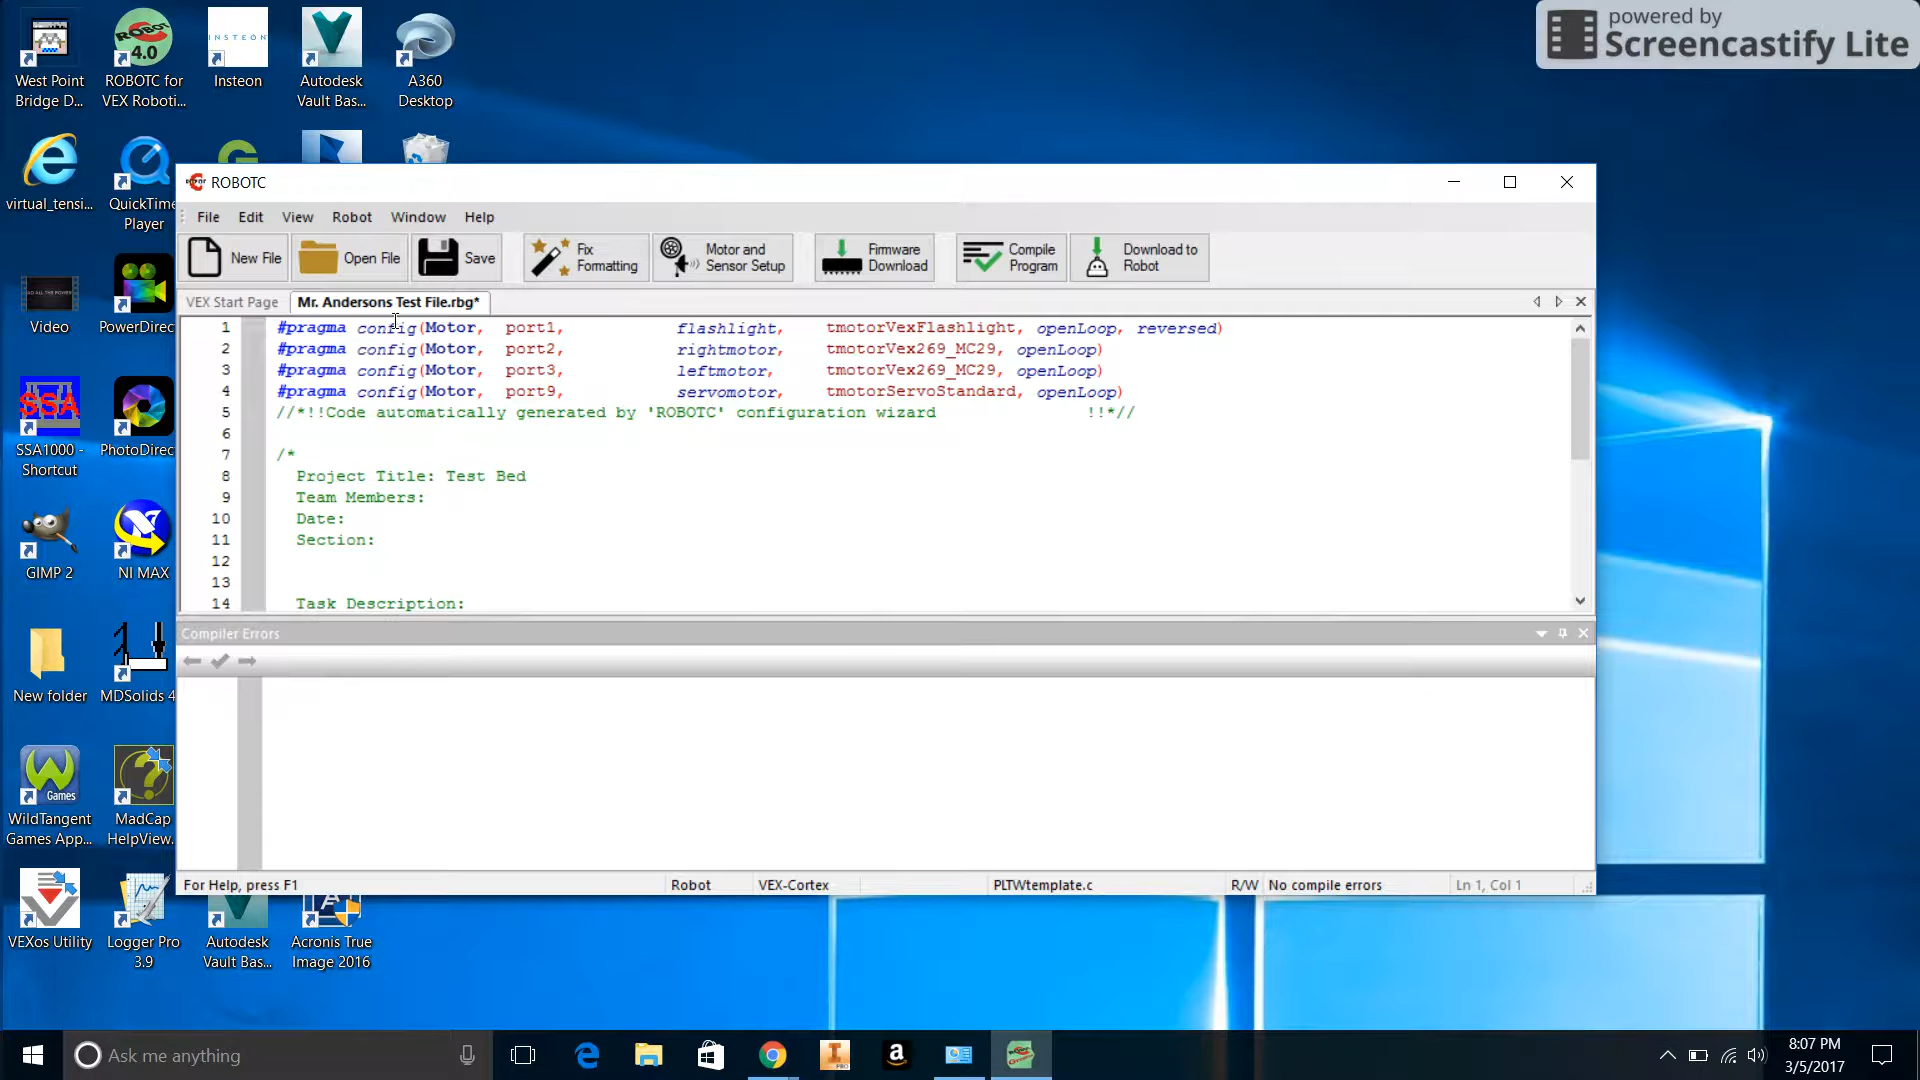 powered by
Screencastify Lite
West Point
Bridge D...
ROBOT
4.0
ROBOTC for
VEX Roboti...
INSTEON
Insteon
Autodesk
Vault Bas...
A360
Desktop
virtual_tensi...
QuickTime
Player
Video
PowerDirec
SSA
SSA1000 -
Shortcut
PhotoDirec
GIMP 2
NI MAX
New folder
MDSolids 4
Games
WildTangent
Games App...
MadCap
HelpView.
VEXos Utility
Logger Pro
3.9
Autodesk
Vault Bas...
Acronis True
Image 2016
ROBOTC
File Edit View Robot Window Help
New File
Open File
Save
Fix
Formatting
Motor and
Sensor Setup
Firmware
Download
Compile
Program
Download to
Robot
VEX Start Page Mr. Andersons Test File.rbg*
1 #pragma config(Motor, port1, flashlight, tmotorVexFlashlight, openLoop, reversed)
2 #pragma config(Motor, port2, rightmotor, tmotorVex269_MC29, openLoop)
3 #pragma config(Motor, port3, leftmotor, tmotorVex269_MC29, openLoop)
4 #pragma config(Motor, port9, servomotor, tmotorServoStandard, openLoop)
5 //*!!Code automatically generated by 'ROBOTC' configuration wizard !!*//
6
7 /*
8 Project Title: Test Bed
9 Team Members:
10 Date:
11 Section:
12
13
14 Task Description:
Compiler Errors
For Help, press F1 Robot VEX-Cortex PLTWtemplate.c R/W No compile errors Ln 1, Col 1
Ask me anything
PRO
8:07 PM
3/5/2017